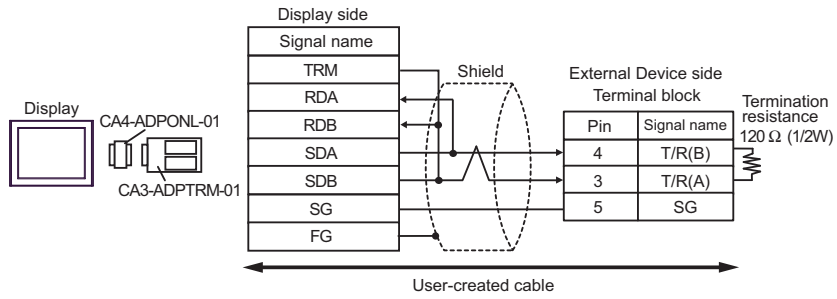 Display side
Signal name
TRM
RDA
RDB
SDA
SDB
SG
FG
Shield
Display
CA4-ADPONL-01
CA3-ADPTRM-01
External Device side
Terminal block
Pin Signal name
4 T/R(B)
3 T/R(A)
5 SG
Termination
resistance
120 Ω (1/2W)
User-created cable